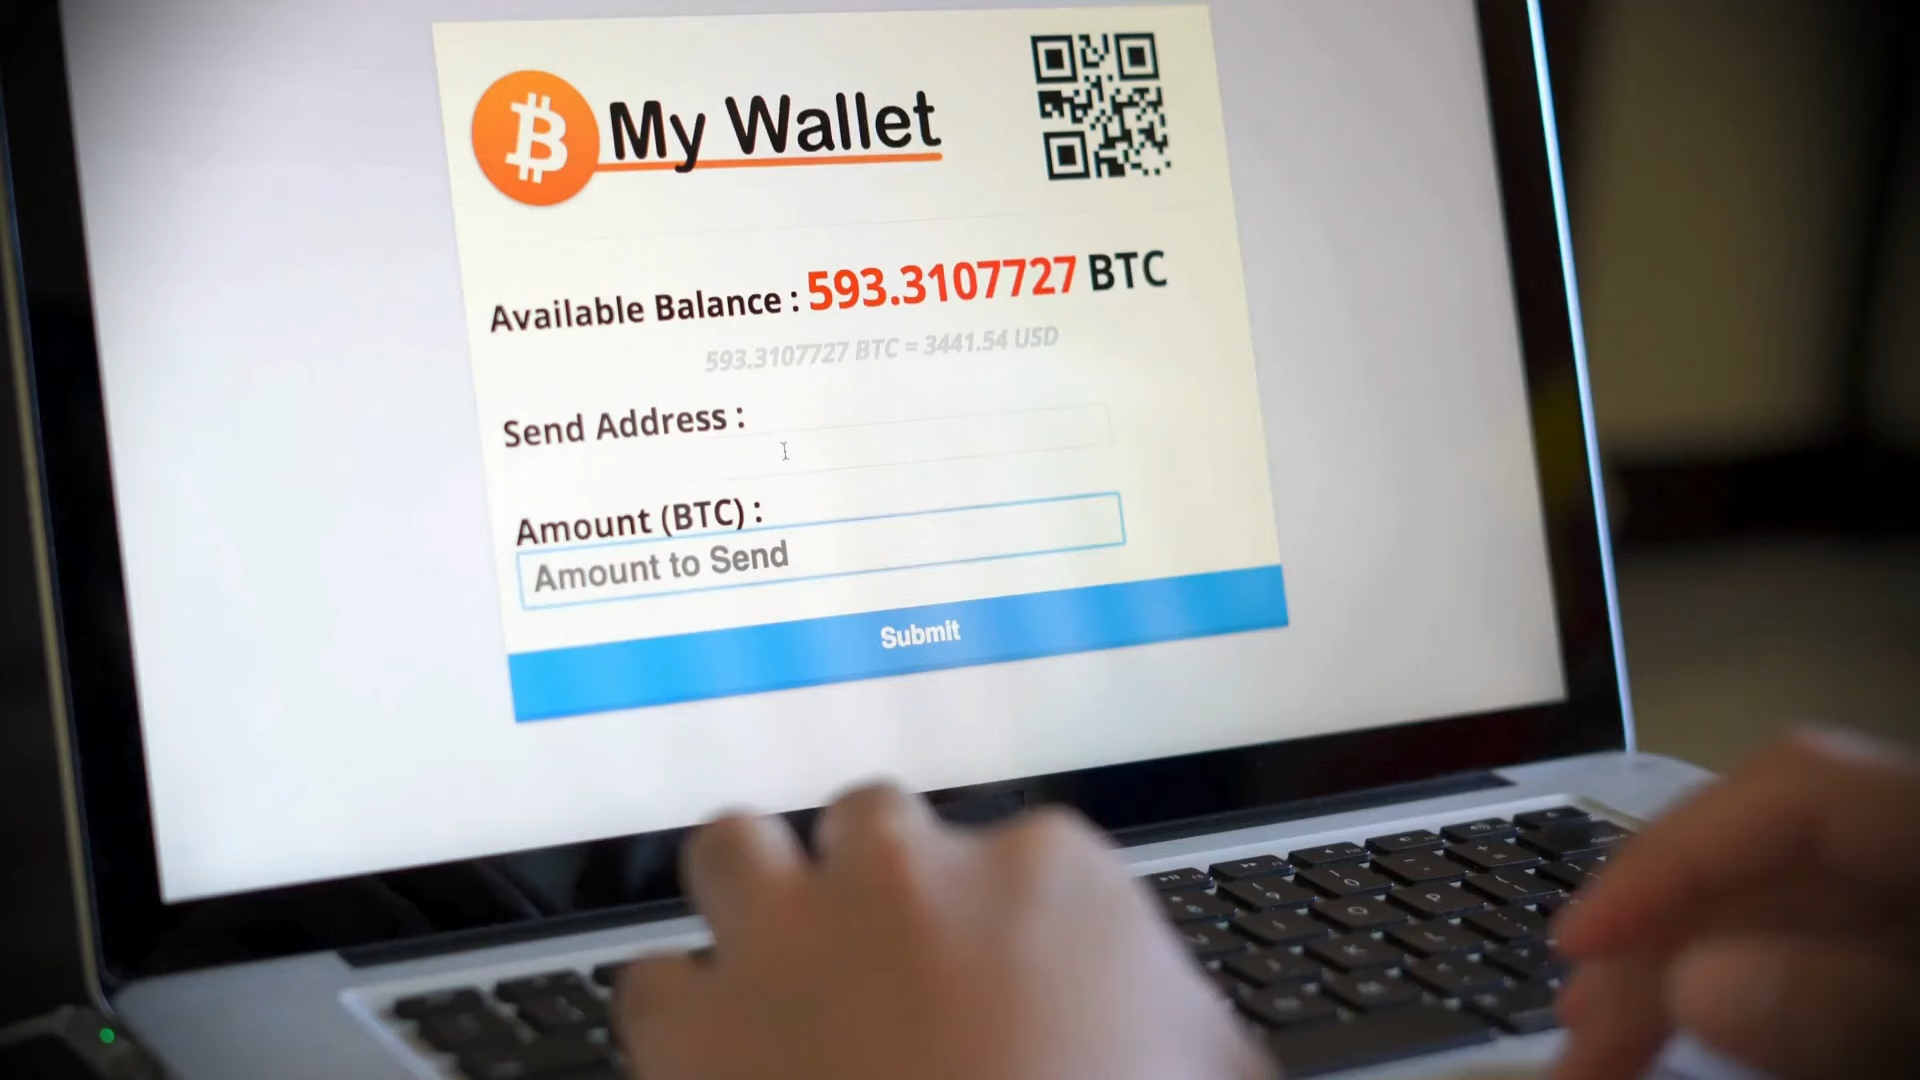 My Wallet
Available Balance : 593.3107727 BTC
593.3107727 BTC = 3441.54 USD
Send Address :
Amount (BTC) :
Amount to Send
Submit